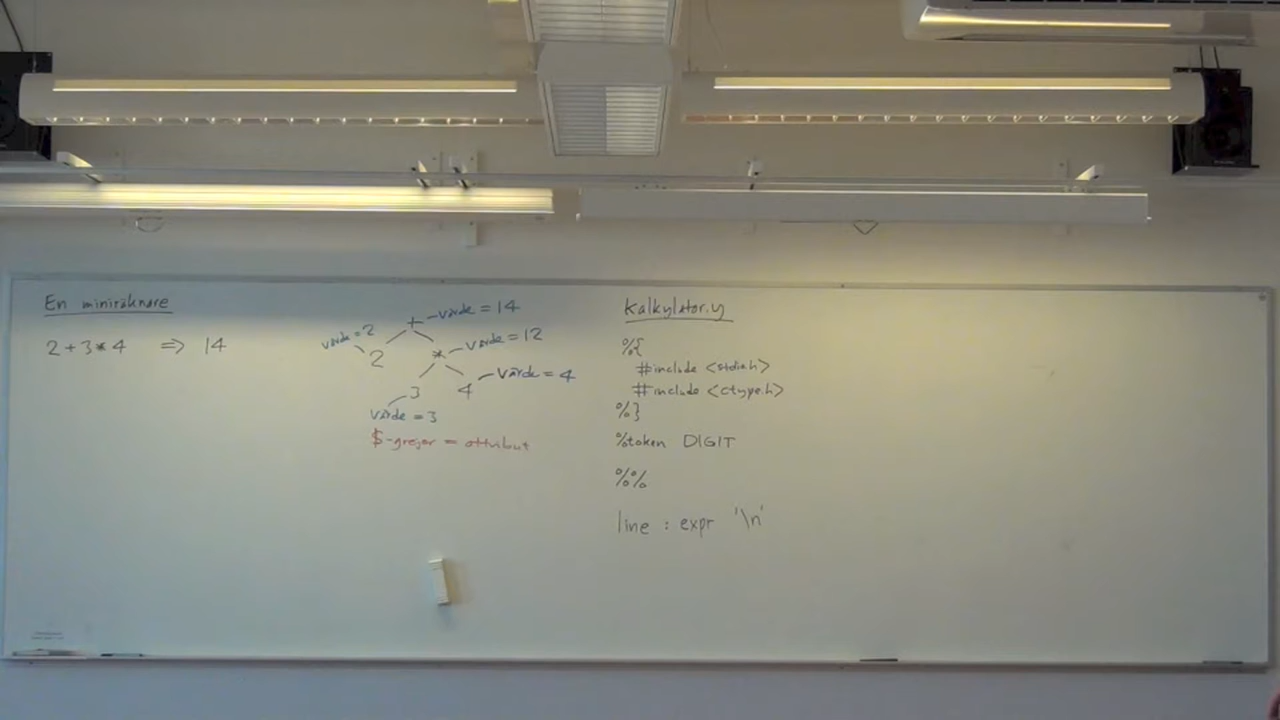 En miniräknare
2 + 3 * 4 => 14
+ värde = 14
värde = 2
2
* värde = 12
3
4 värde = 4
värde = 3
$-grejor = attribut
Kalkylator.y
%{
#include <stdio.h>
#include <ctype.h>
%}
%token DIGIT
%%
line : expr '\n'